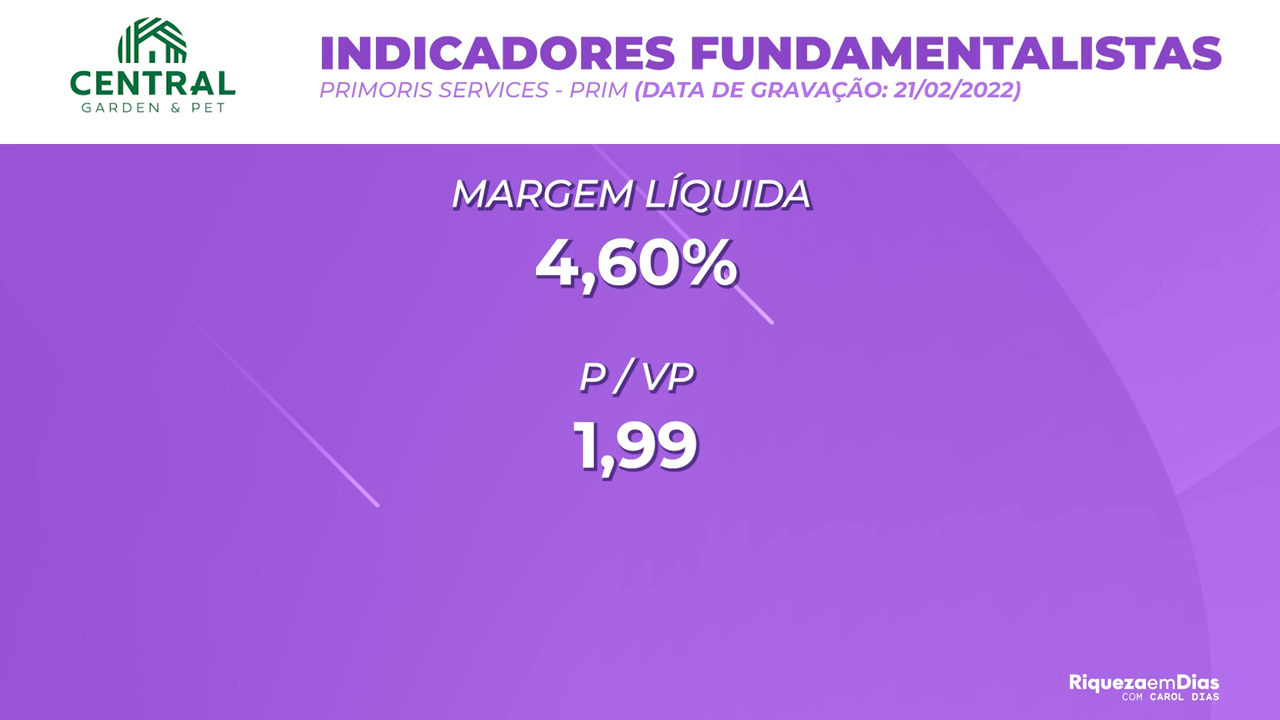 CENTRAL
GARDEN & PET
INDICADORES FUNDAMENTALISTAS
PRIMORIS SERVICES - PRIM (DATA DE GRAVAÇÃO: 21/02/2022)
MARGEM LÍQUIDA
4,60%
P / VP
1,99
RiquezaemDias
COM CAROL DIAS